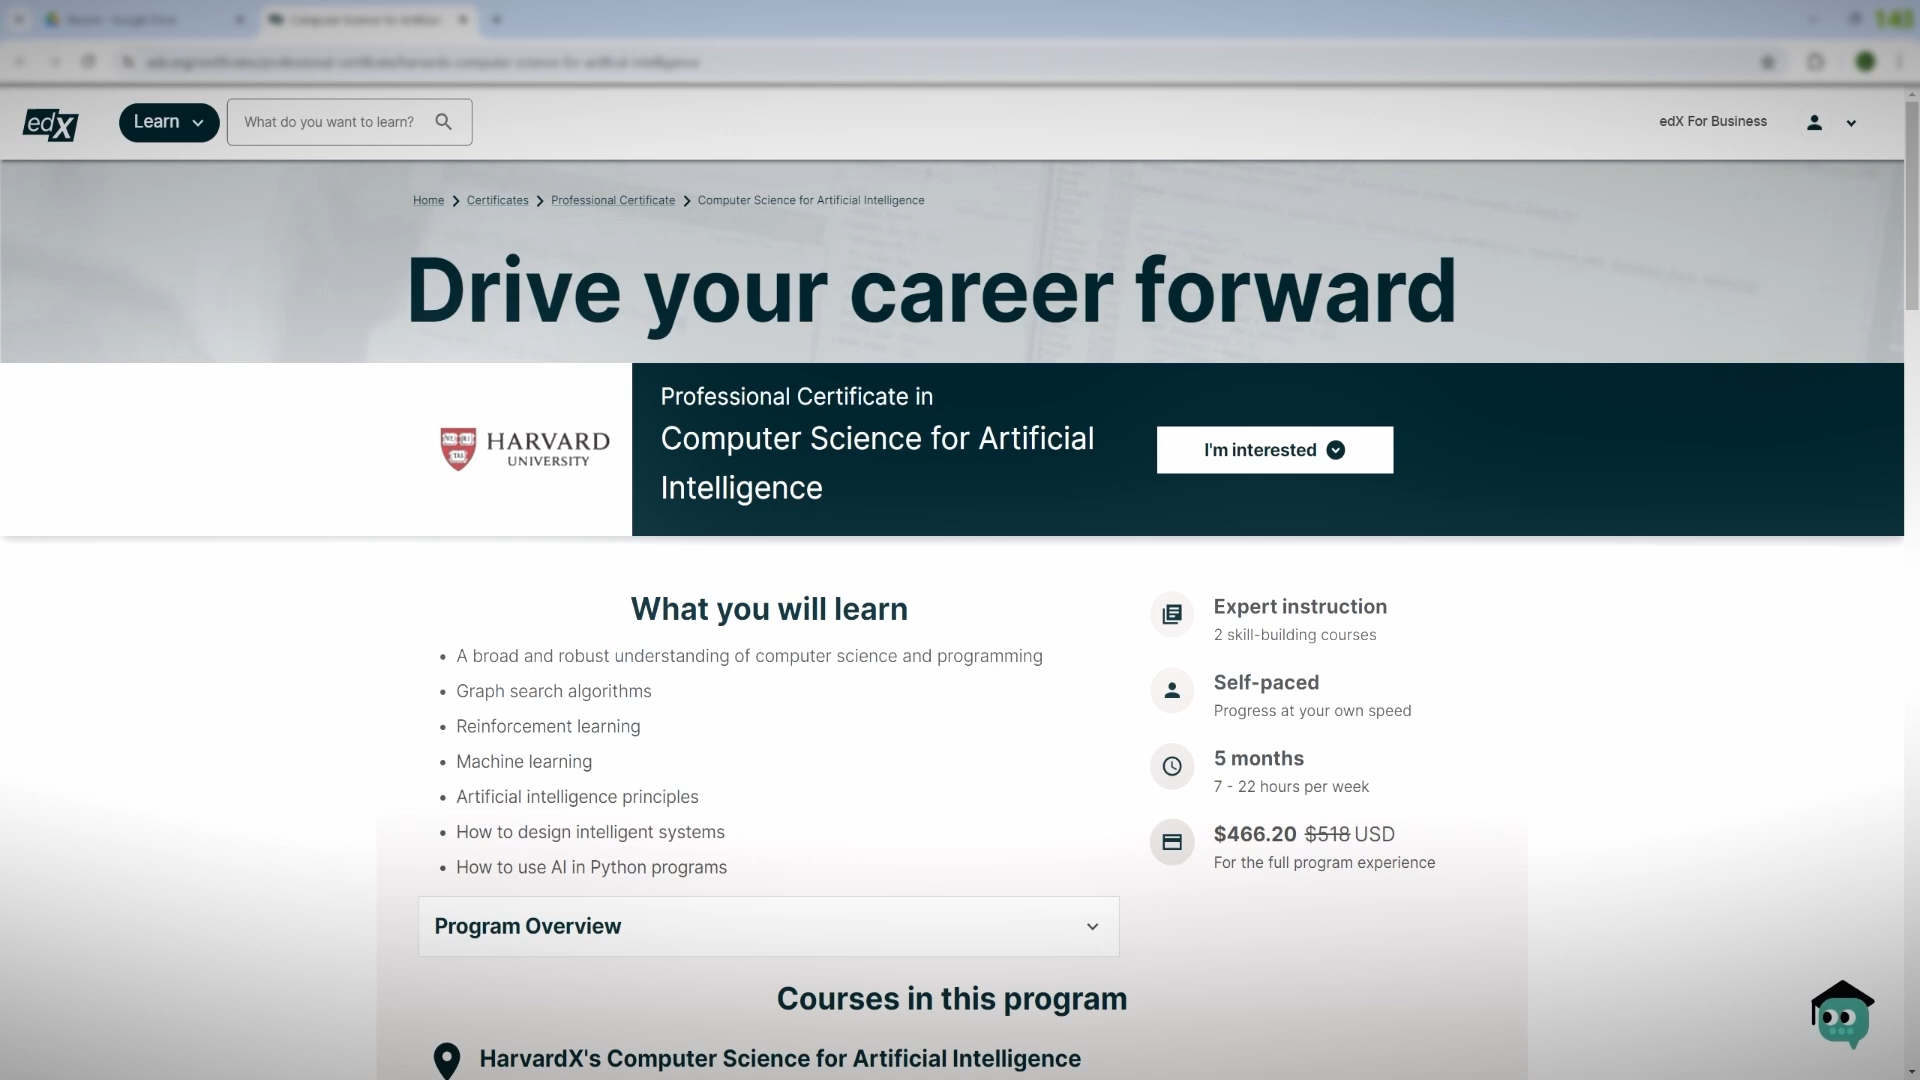 140
edX
Learn
What do you want to learn?
edX For Business
Home
Certificates
Professional Certificate
Computer Science for Artificial Intelligence
Drive your career forward
HARVARD
UNIVERSITY
Professional Certificate in
Computer Science for Artificial
Intelligence
I'm interested
What you will learn
A broad and robust understanding of computer science and programming
Graph search algorithms
Reinforcement learning
Machine learning
Artificial intelligence principles
How to design intelligent systems
How to use AI in Python programs
Expert instruction
2 skill-building courses
Self-paced
Progress at your own speed
5 months
7 - 22 hours per week
$466.20 $518 USD
For the full program experience
Program Overview
Courses in this program
HarvardX's Computer Science for Artificial Intelligence